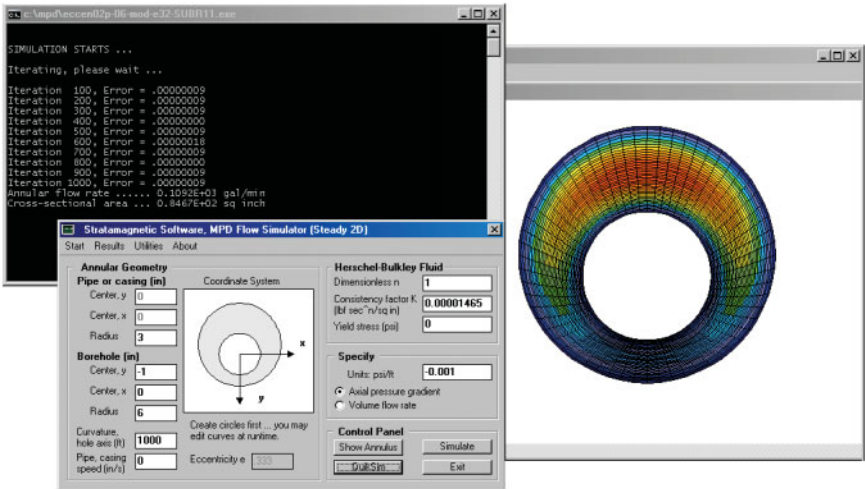 c:\mpd\eccen02p-06-mod-e32-SUBR11.exe
SIMULATION STARTS ...
Iterating, please wait ...
Iteration 100, Error = .00000009
Iteration 200, Error = .00000009
Iteration 300, Error = .00000009
Iteration 400, Error = .00000000
Iteration 500, Error = .00000009
Iteration 600, Error = .00000018
Iteration 700, Error = .00000009
Iteration 800, Error = .00000000
Iteration 900, Error = .00000009
Iteration 1000, Error = .00000009
Annular flow rate ...... 0.1092E+03 gal/min
Cross-sectional area ... 0.8467E+02 sq inch
Stratamagnetic Software, MPD Flow Simulator (Steady 2D)
Start Results Utilities About
Annular Geometry
Pipe or casing (in)
Center, y 0
Center, x 0
Radius 3
Borehole (in)
Center, y -1
Center, x 0
Radius 6
Curvature, hole axis (ft) 1000
Pipe, casing speed (in/s) 0
Coordinate System
x
y
Create circles first ... you may
edit curves at runtime.
Eccentricity e .333
Herschel-Bulkley Fluid
Dimensionless n 1
Consistency factor K (lbf sec^n/sq in) 0.00001465
Yield stress (psi) 0
Specify
Units: psi/ft -0.001
Axial pressure gradient
Volume flow rate
Control Panel
Show Annulus Simulate
QuikSim Exit